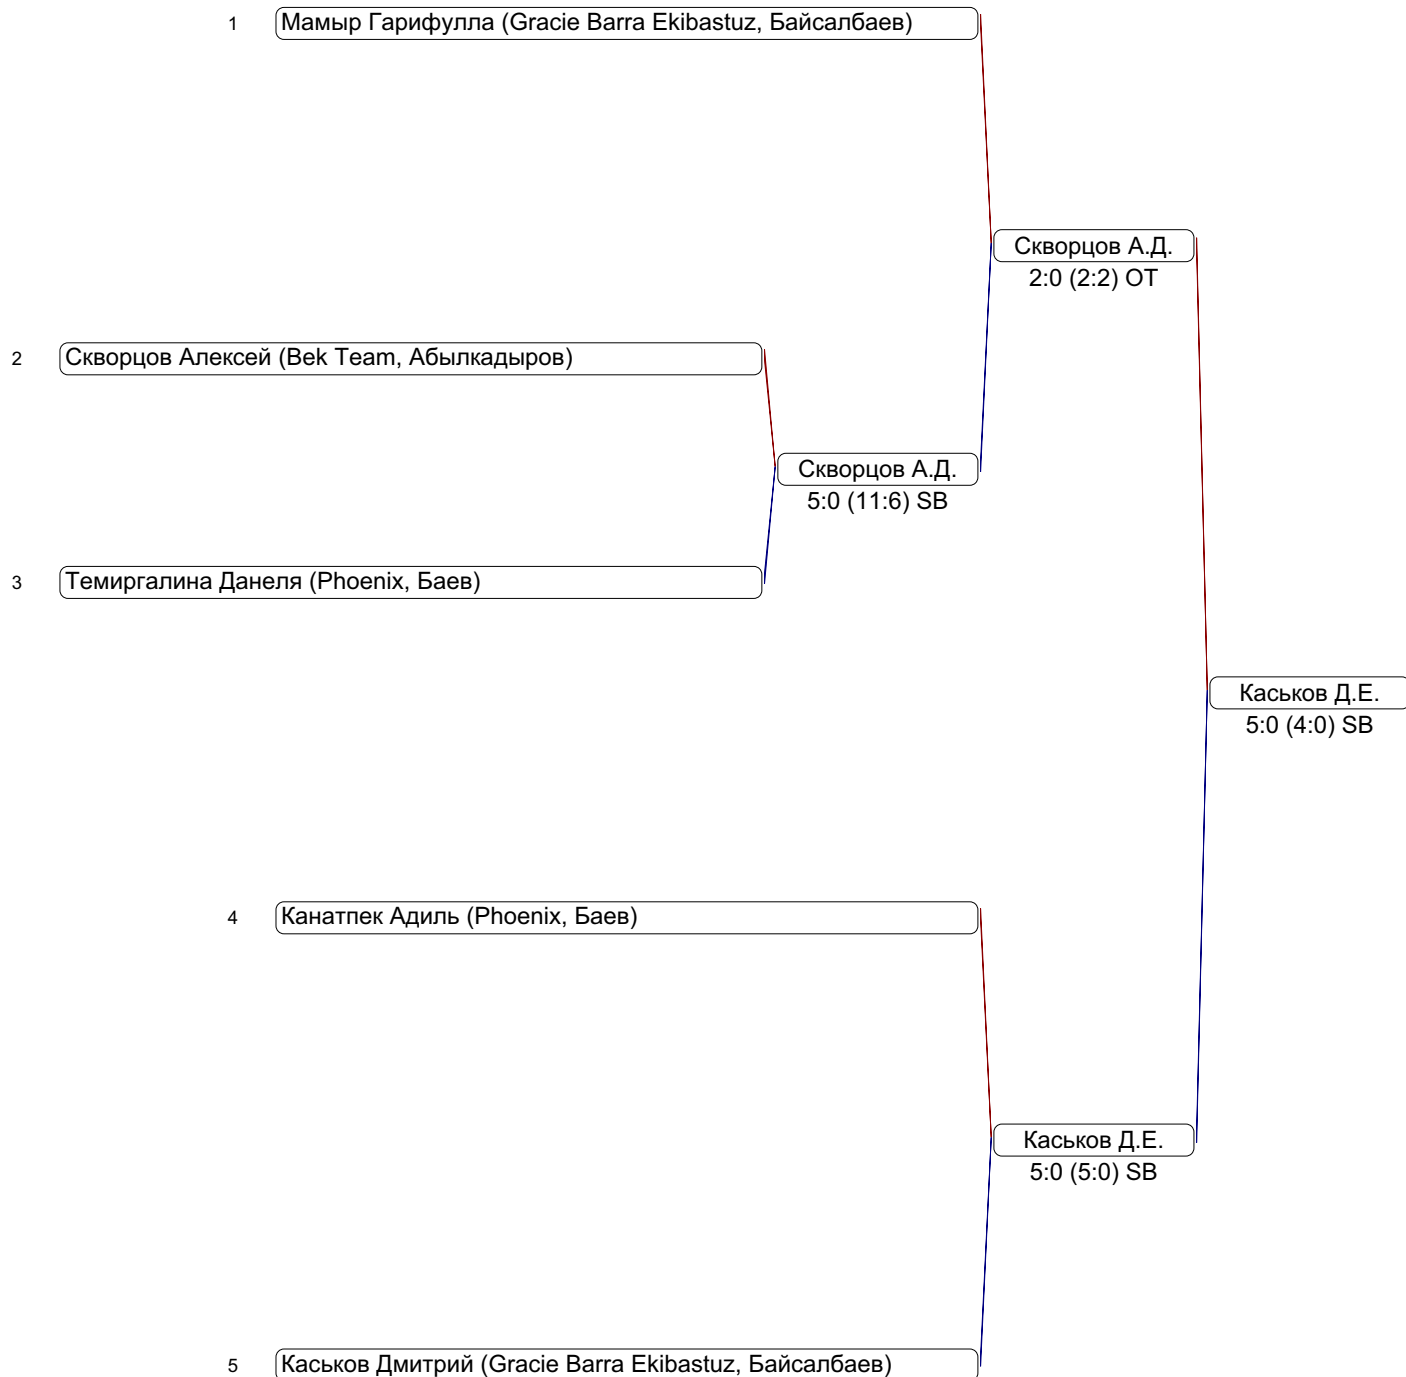 1 Мамыр Гарифулла (Gracie Barra Ekibastuz, Байсалбаев)
Скворцов А.Д.
2:0 (2:2) OT
2 Скворцов Алексей (Bek Team, Абылкадыров)
Скворцов А.Д.
5:0 (11:6) SB
3 Темиргалина Данеля (Phoenix, Баев)
Каськов Д.Е.
5:0 (4:0) SB
4 Канатпек Адиль (Phoenix, Баев)
Каськов Д.Е.
5:0 (5:0) SB
5 Каськов Дмитрий (Gracie Barra Ekibastuz, Байсалбаев)